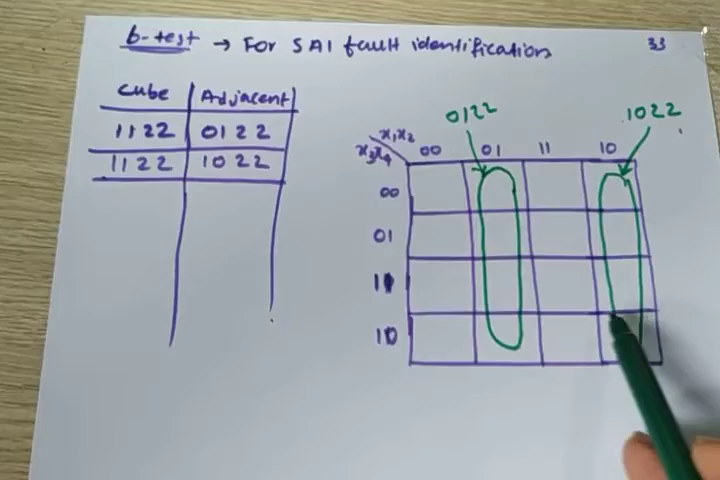 b-test → For SA1 fault identification
33
Cube Adjacent
1122 0122
1122 1022
0122 1022
x1x2
x3x4
00 01 11 10
00
01
11
10